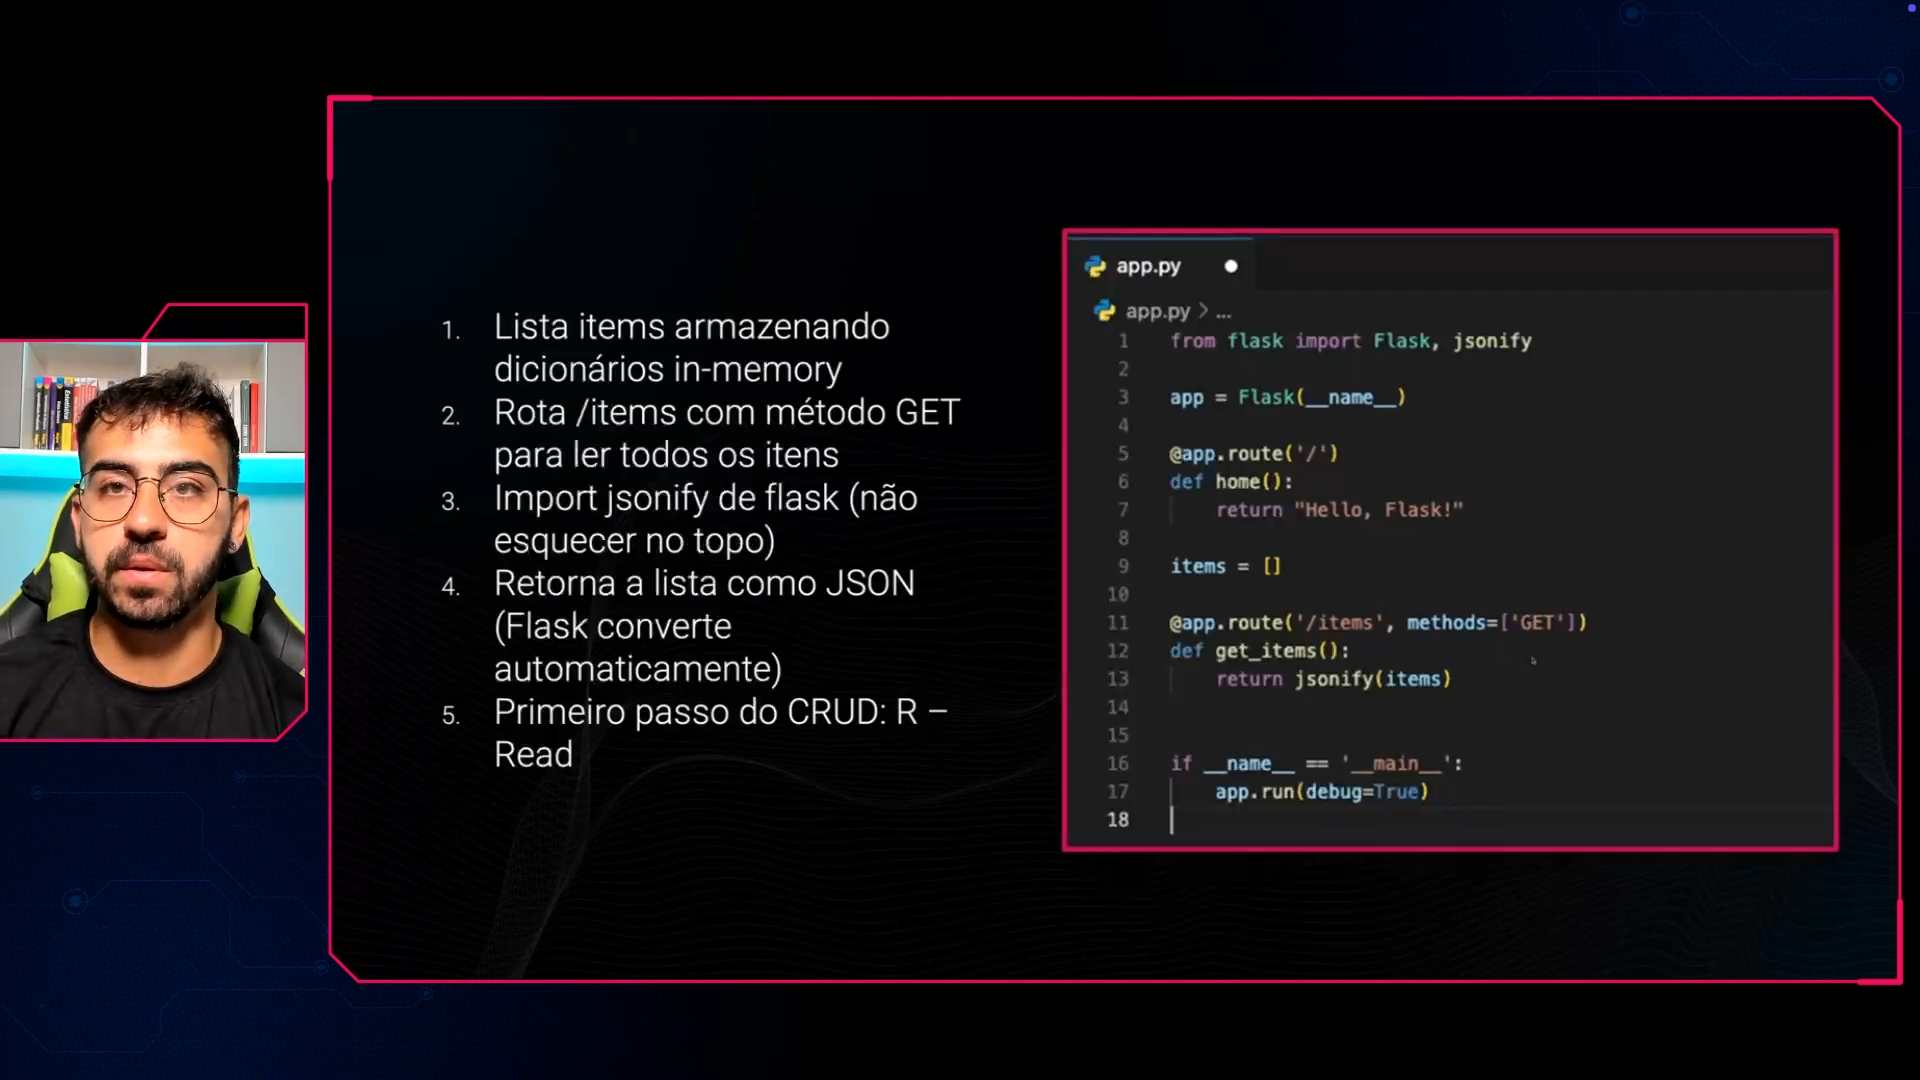 1. Lista items armazenando
dicionários in-memory
2. Rota /items com método GET
para ler todos os itens
3. Import jsonify de flask (não
esquecer no topo)
4. Retorna a lista como JSON
(Flask converte
automaticamente)
5. Primeiro passo do CRUD: R –
Read
app.py
app.py > ...
1 from flask import Flask, jsonify
2
3 app = Flask(__name__)
4
5 @app.route('/')
6 def home():
7 return "Hello, Flask!"
8
9 items = []
10
11 @app.route('/items', methods=['GET'])
12 def get_items():
13 return jsonify(items)
14
15
16 if __name__ == '__main__':
17 app.run(debug=True)
18